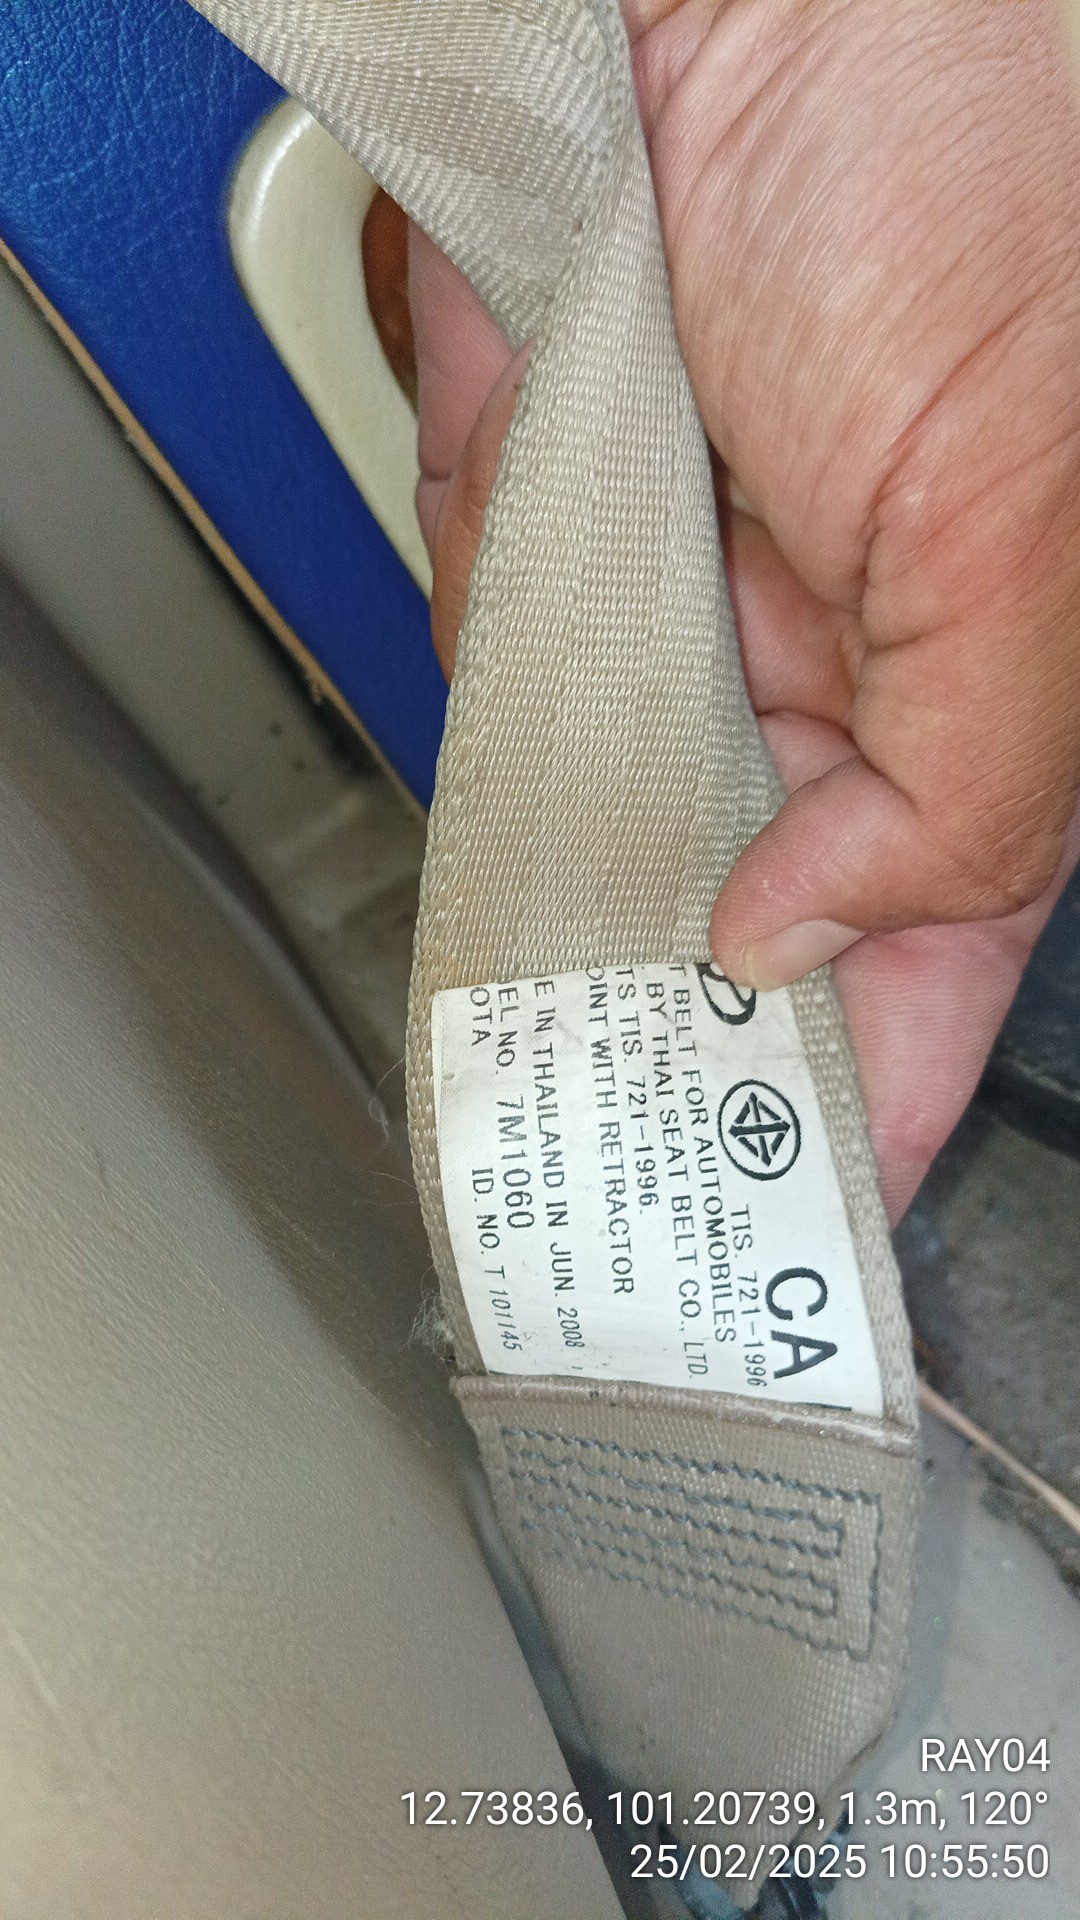 CA
TIS. 721-1996
T BELT FOR AUTOMOBILES
BY THAI SEAT BELT CO., LTD.
TS TIS. 721-1996.
OINT WITH RETRACTOR
E IN THAILAND IN JUN. 2008
EL NO. 7M1060
OTA ID. NO. T 101145
RAY04
12.73836, 101.20739, 1.3m, 120°
25/02/2025 10:55:50